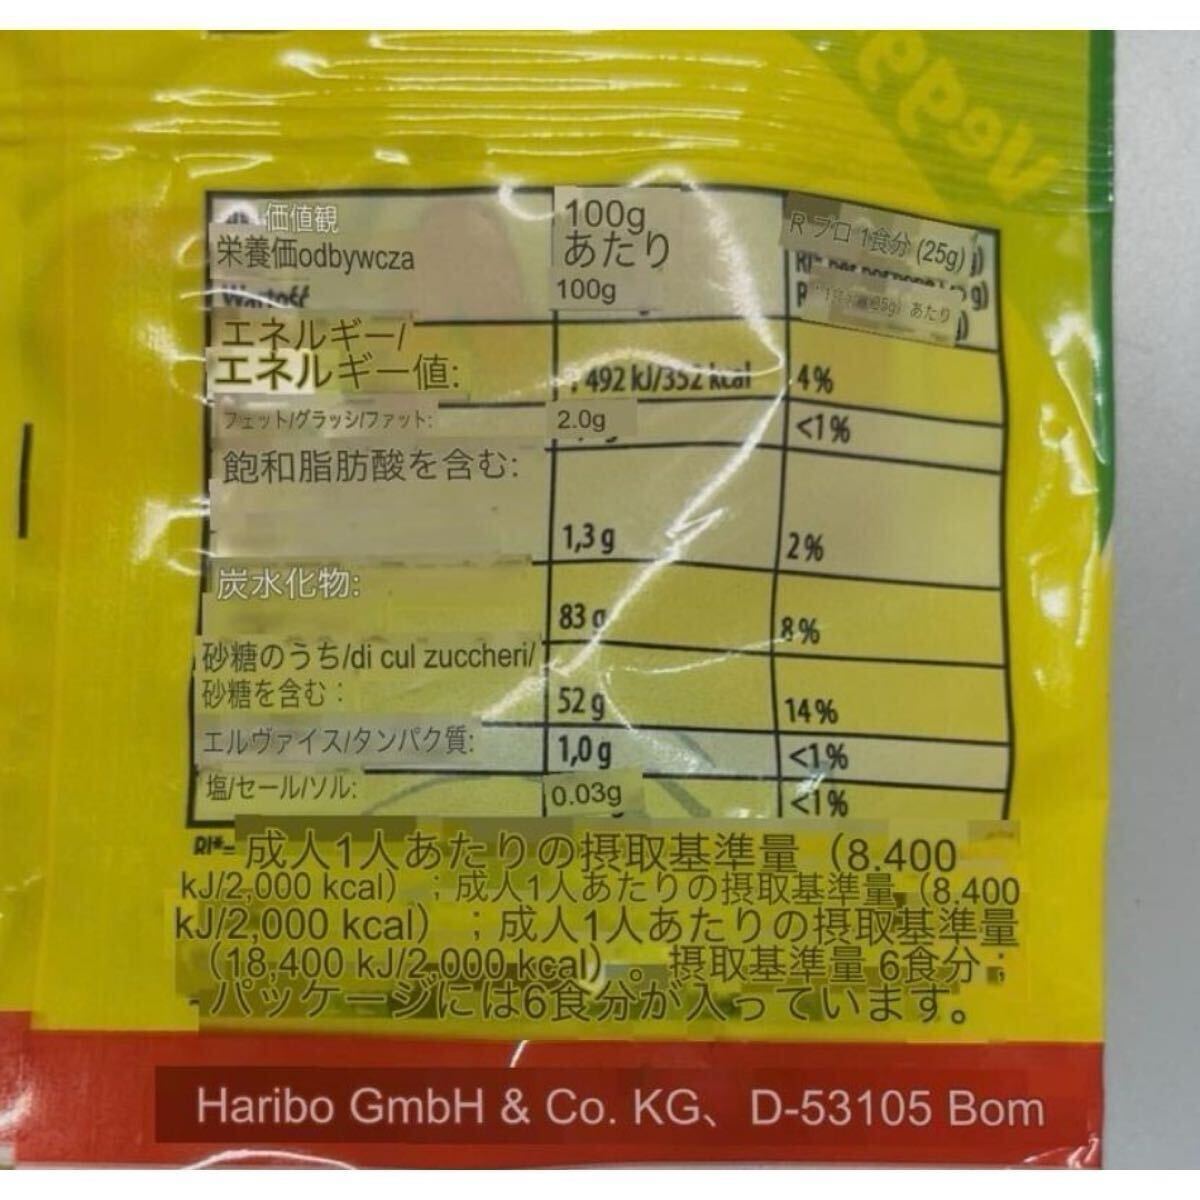 価値観
栄養価odbywcza
100g
あたり
100g
R プロ 1食分 (25g)
あたり
エネルギー/
エネルギー値:
492 kJ/352 kcal
4%
フェット/グラッシ/ファット:
2.0g
<1%
飽和脂肪酸を含む:
1,3 g
2%
炭水化物:
83 g
8%
砂糖のうち/di cul zuccheri/
砂糖を含む:
52 g
14%
エルヴァイス/タンパク質:
1,0 g
<1%
塩/セール/ソル:
0.03g
<1%
RI*= 成人1人あたりの摂取基準量（8.400
kJ/2,000 kcal）；成人1人あたりの摂取基準量（8.400
kJ/2,000 kcal）；成人1人あたりの摂取基準量
（18,400 kJ/2,000 kcal）。摂取基準量 6食分；
パッケージには6食分が入っています。
Haribo GmbH & Co. KG、D-53105 Bom